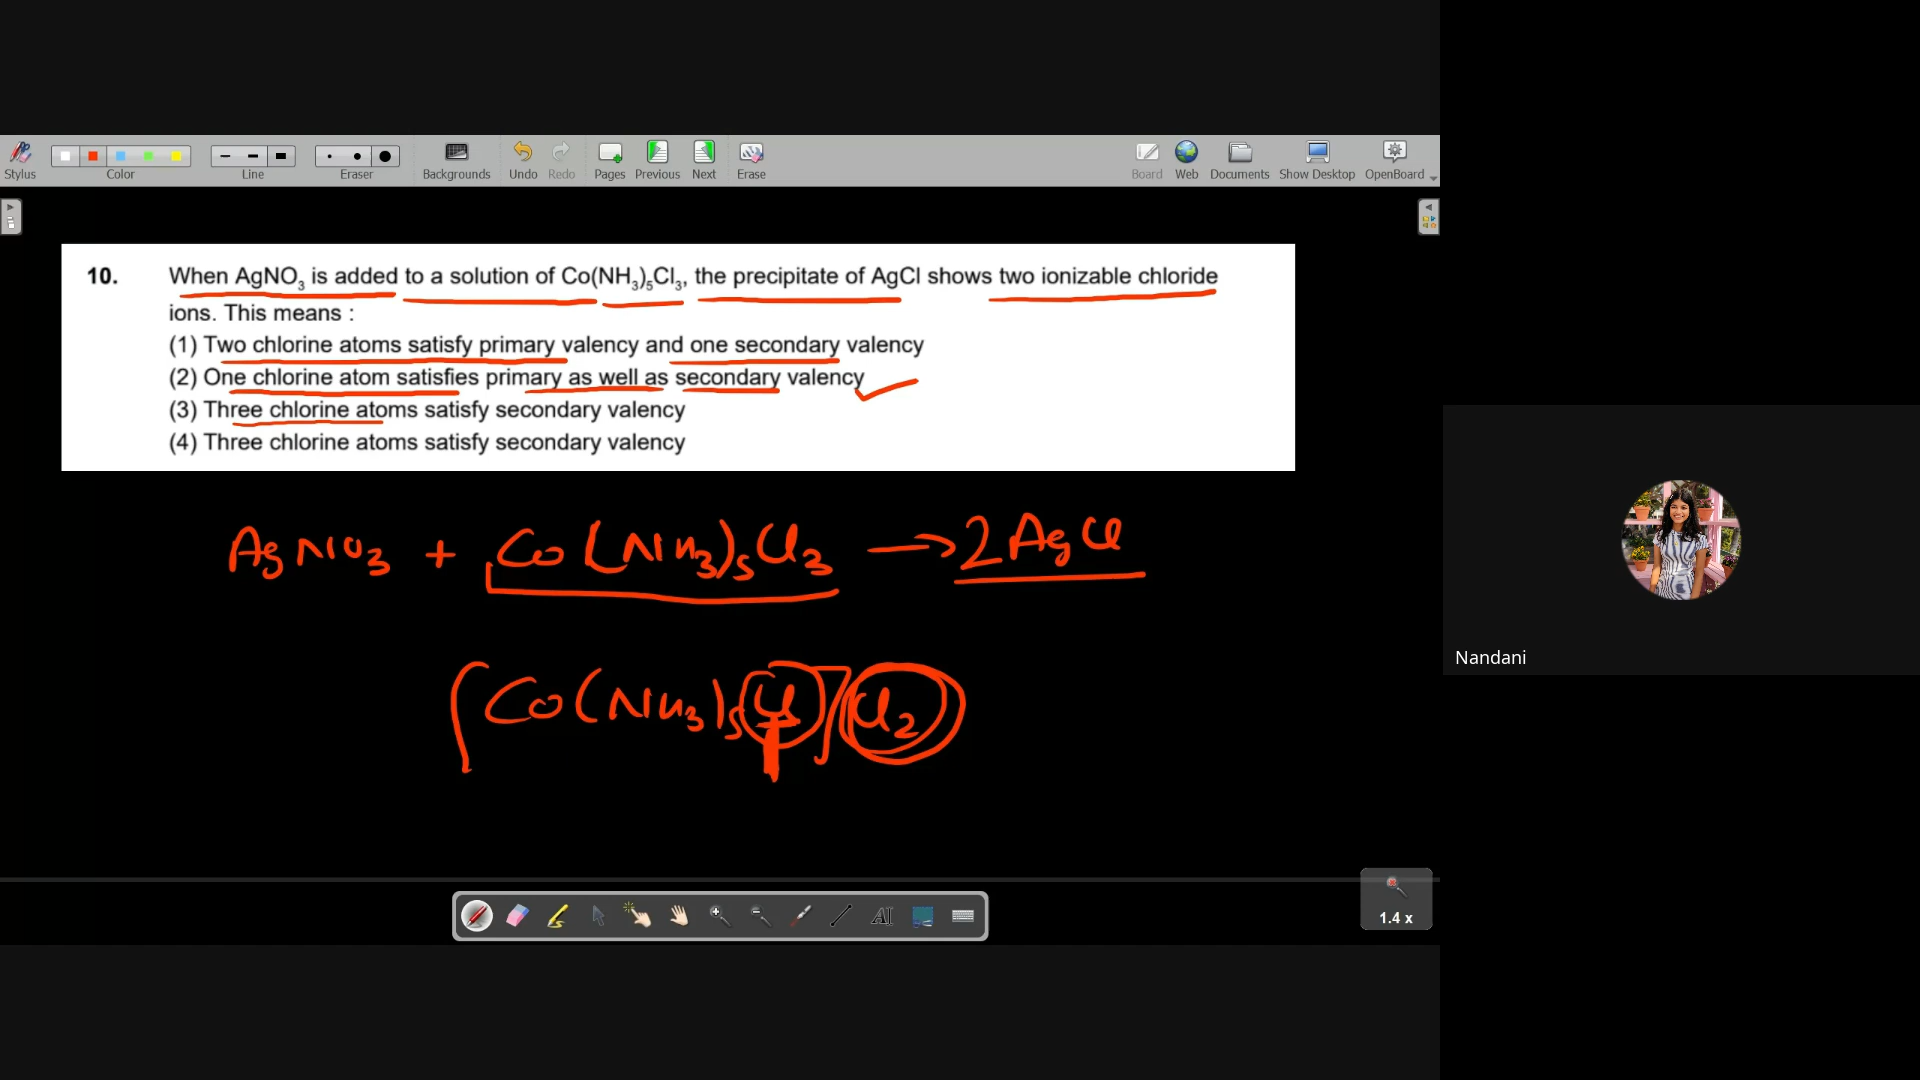 Stylus Color Line Eraser Backgrounds Undo Redo Pages Previous Next Erase Board Web Documents Show Desktop OpenBoard
10. When AgNO₃ is added to a solution of Co(NH₃)₅Cl₃, the precipitate of AgCl shows two ionizable chloride
ions. This means :
(1) Two chlorine atoms satisfy primary valency and one secondary valency
(2) One chlorine atom satisfies primary as well as secondary valency
(3) Three chlorine atoms satisfy secondary valency
(4) Three chlorine atoms satisfy secondary valency
AgNO₃ + Co(NH₃)₅Cl₃ → 2AgCl
[Co(NH₃)₅Cl]Cl₂
Nandani
1.4 x